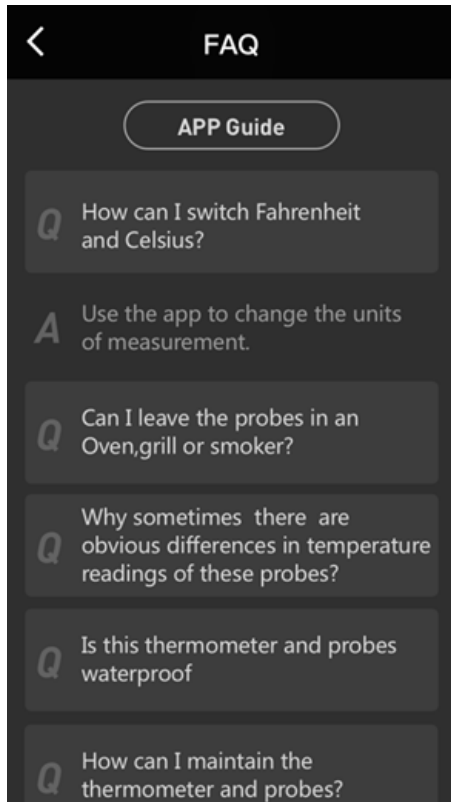 FAQ
APP Guide
Q How can I switch Fahrenheit
and Celsius?
A Use the app to change the units
of measurement.
Q Can I leave the probes in an
Oven,grill or smoker?
Q Why sometimes there are
obvious differences in temperature
readings of these probes?
Q Is this thermometer and probes
waterproof
Q How can I maintain the
thermometer and probes?